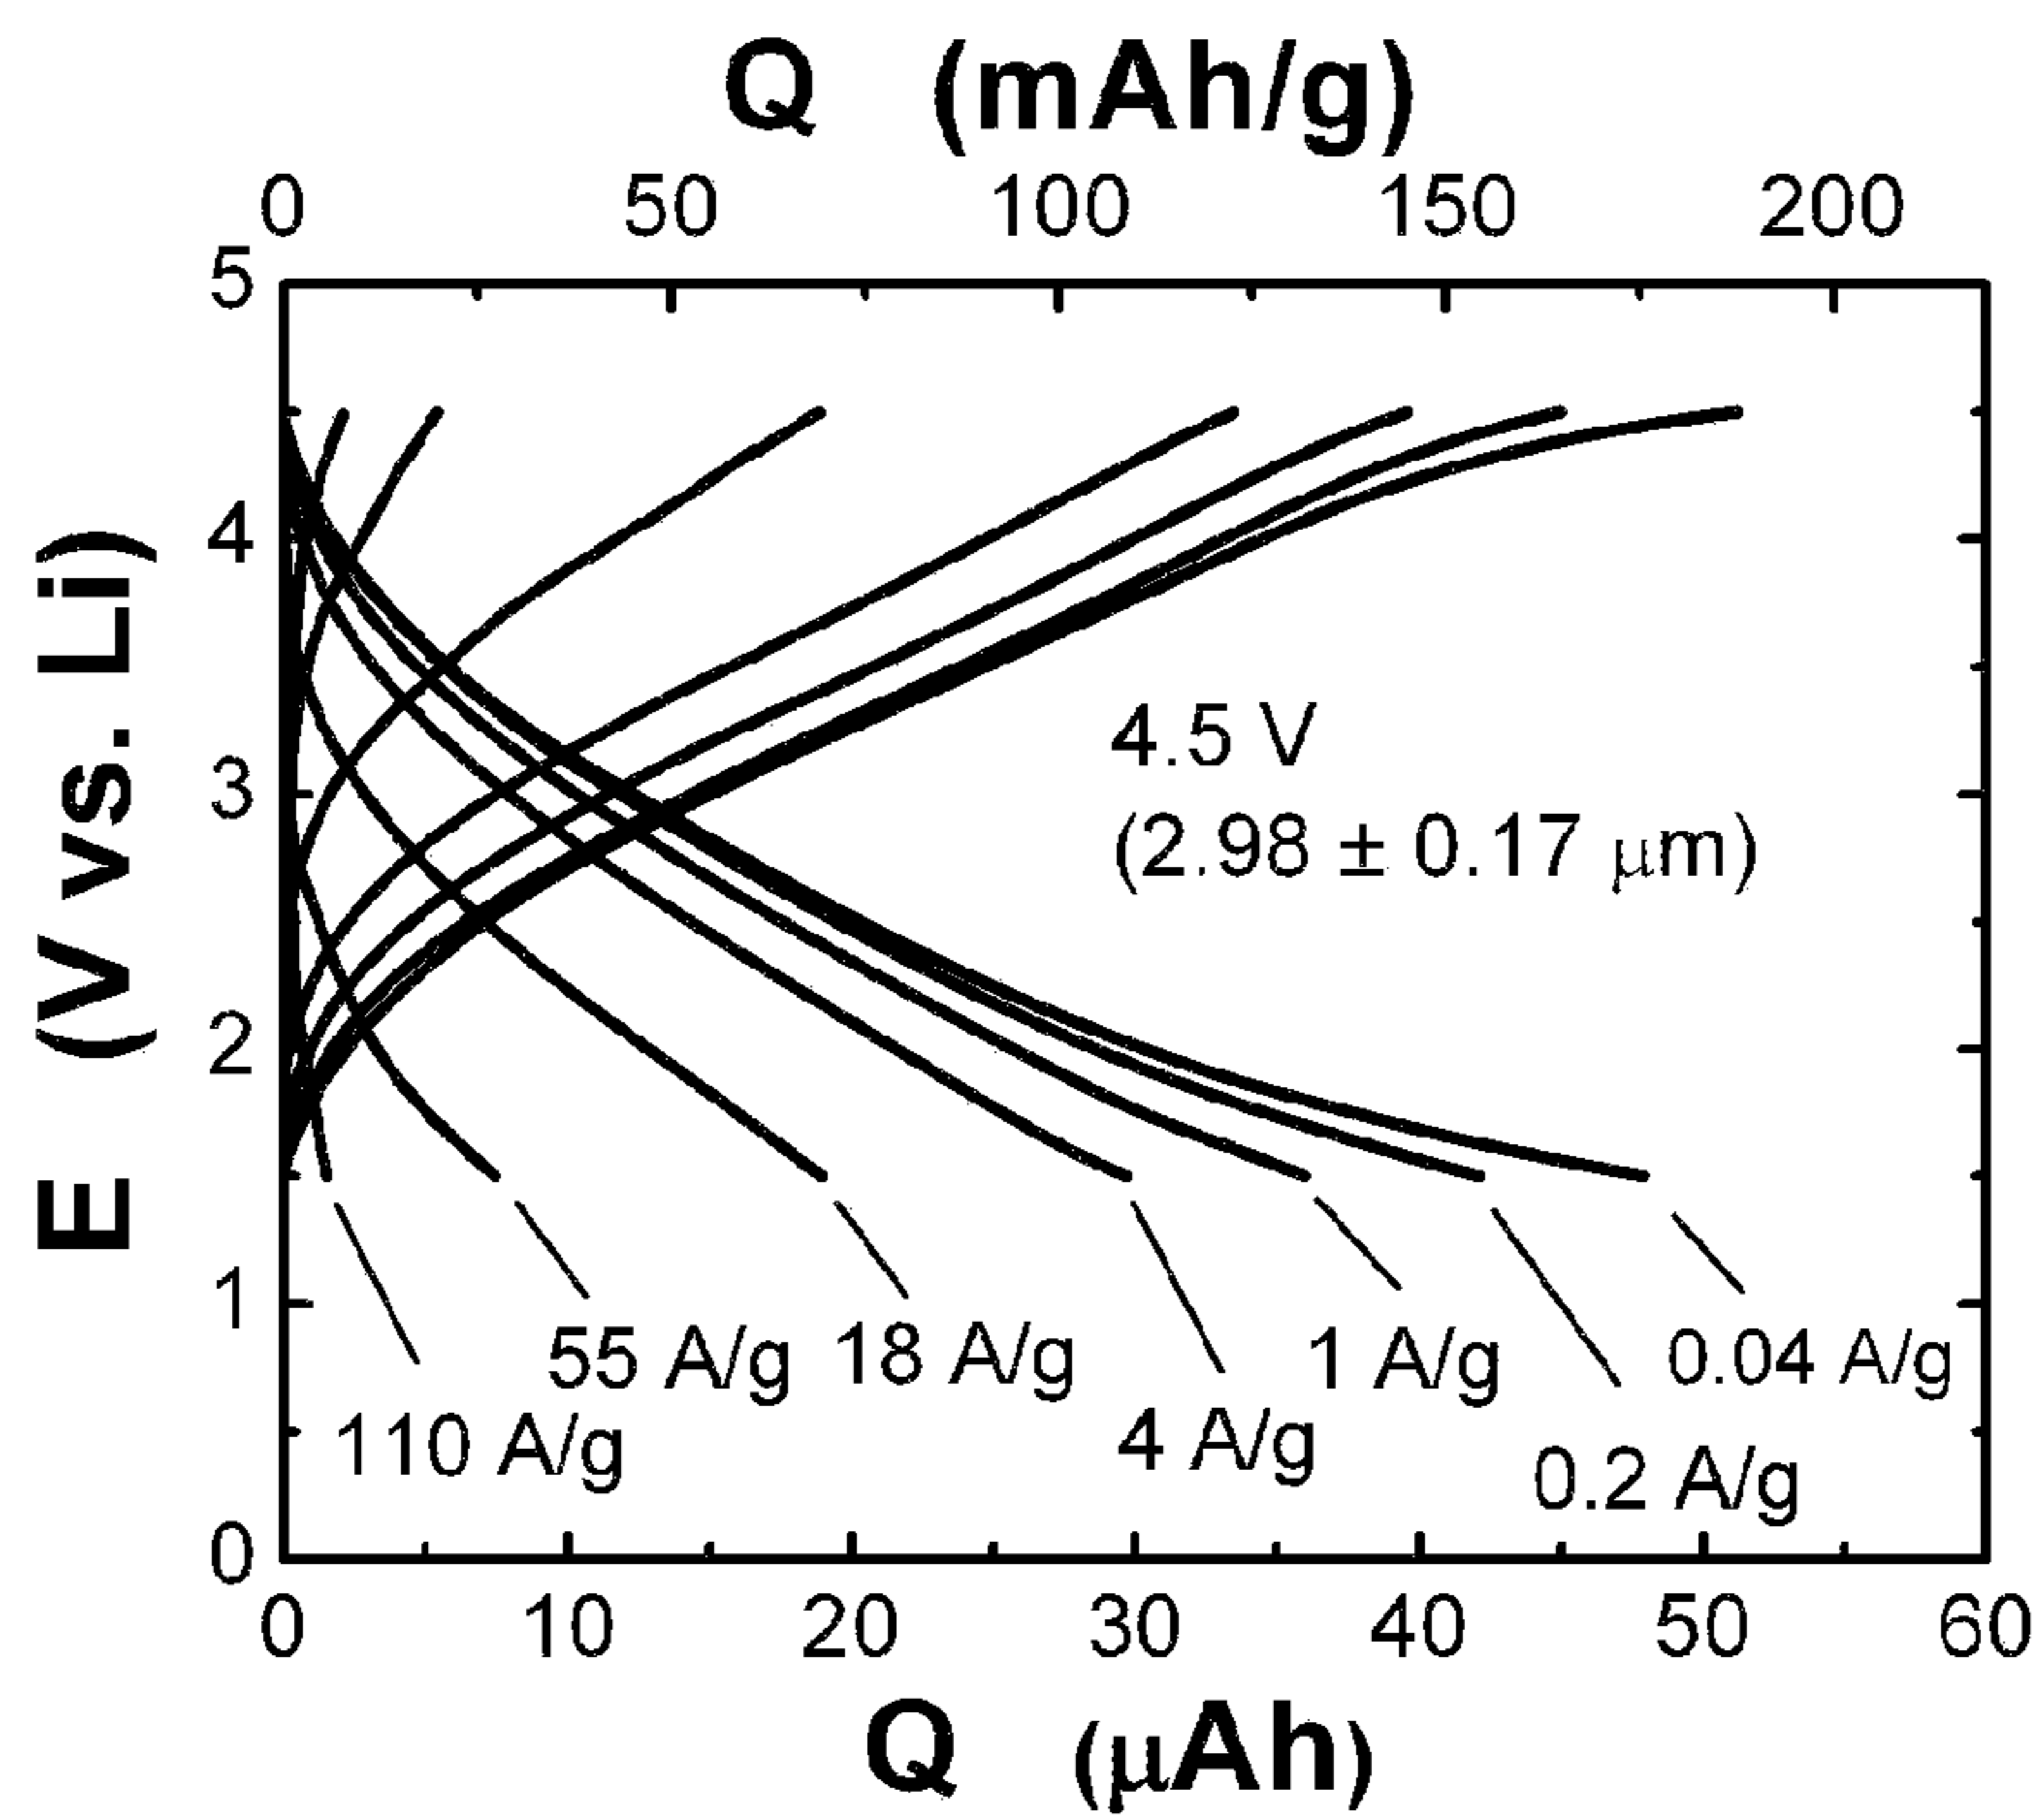 Q (mAh/g)
0 50 100 150 200
5
4
3
2
1
0
E (V vs. Li)
4.5 V
(2.98 ± 0.17 μm)
55 A/g 18 A/g 1 A/g 0.04 A/g
110 A/g 4 A/g 0.2 A/g
0 10 20 30 40 50 60
Q (μAh)